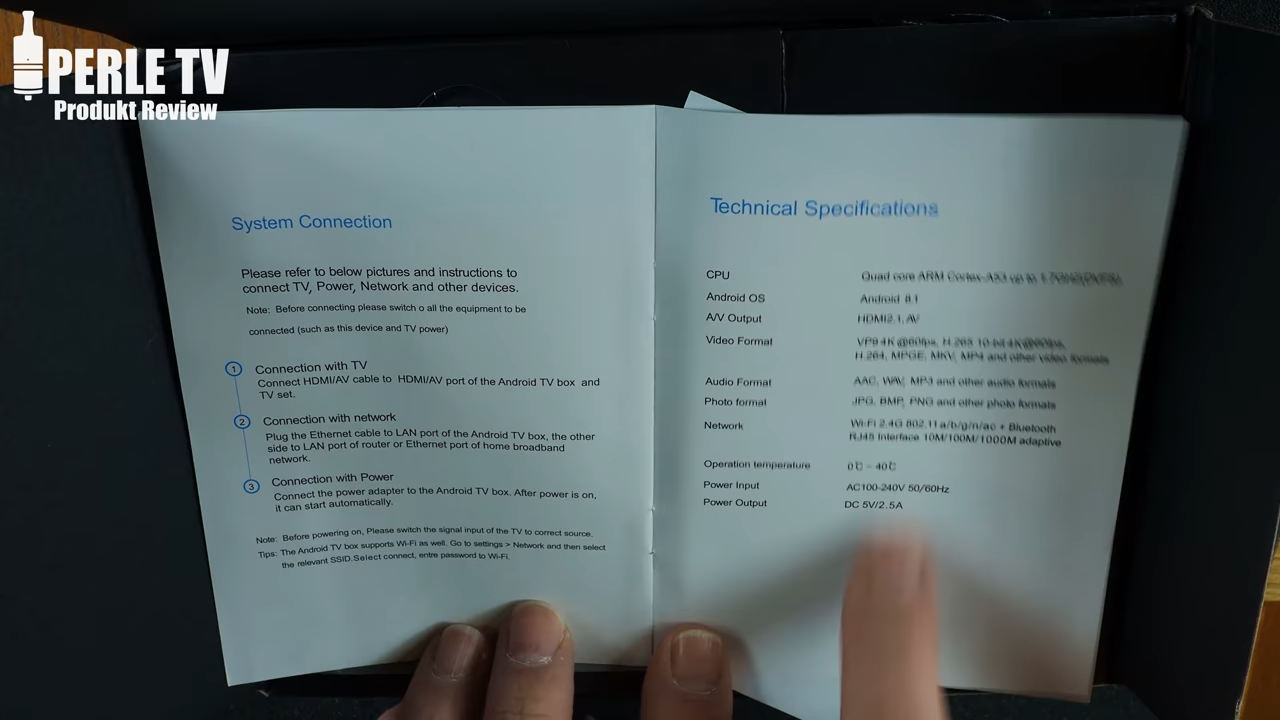 PERLE TV
Produkt Review
System Connection
Please refer to below pictures and instructions to
connect TV, Power, Network and other devices.
Note: Before connecting please switch o all the equipment to be
connected (such as this device and TV power)
1 Connection with TV
Connect HDMI/AV cable to HDMI/AV port of the Android TV box and
TV set.
2 Connection with network
Plug the Ethernet cable to LAN port of the Android TV box, the other
side to LAN port of router or Ethernet port of home broadband
network.
3 Connection with Power
Connect the power adapter to the Android TV box. After power is on,
it can start automatically.
Note: Before powering on, Please switch the signal input of the TV to correct source.
Tips: The Android TV box supports Wi-Fi as well. Go to settings > Network and then select
the relevant SSID.Select connect, entre password to Wi-Fi.
Technical Specifications
CPU Quad core ARM Cortex-A53 up to
Android OS Android 8.1
A/V Output HDMI2.1, AV
Video Format VP9 4K @60fps, H.265 10-bit 4K@60fps,
H.264, MPGE, MKV, MP4 and other video formats
Audio Format AAC, WAV, MP3 and other audio formats
Photo format JPG, BMP, PNG and other photo formats
Network Wi-Fi 2.4G 802.11 a/b/g/n/ac + Bluetooth
RJ45 Interface 10M/100M/1000M adaptive
Operation temperature 0℃ ~ 40℃
Power Input AC100-240V 50/60Hz
Power Output DC 5V/2.5A